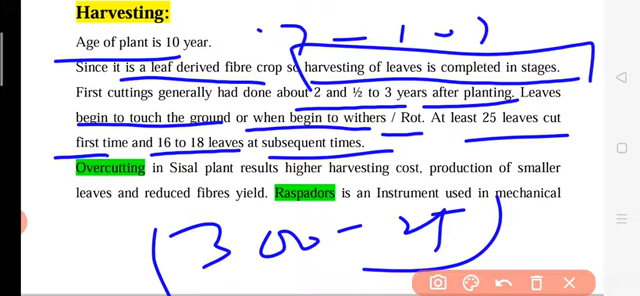 Harvesting:
7 - 10)
Age of plant is 10 year.
Since it is a leaf derived fibre crop so harvesting of leaves is completed in stages.
First cuttings generally had done about 2 and ½ to 3 years after planting. Leaves
begin to touch the ground or when begin to withers / Rot. At least 25 leaves cut
first time and 16 to 18 leaves at subsequent times.
Overcutting in Sisal plant results higher harvesting cost, production of smaller
leaves and reduced fibres yield. Raspadors is an Instrument used in mechanical